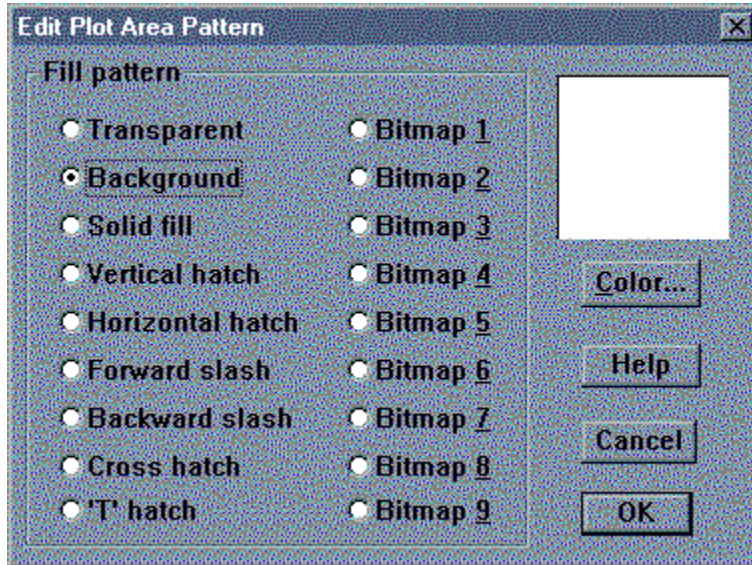 Edit Plot Area Pattern
Fill pattern
Transparent
Background
Solid fill
Vertical hatch
Horizontal hatch
Forward slash
Backward slash
Cross hatch
'T' hatch
Bitmap 1
Bitmap 2
Bitmap 3
Bitmap 4
Bitmap 5
Bitmap 6
Bitmap 7
Bitmap 8
Bitmap 9
Color...
Help
Cancel
OK